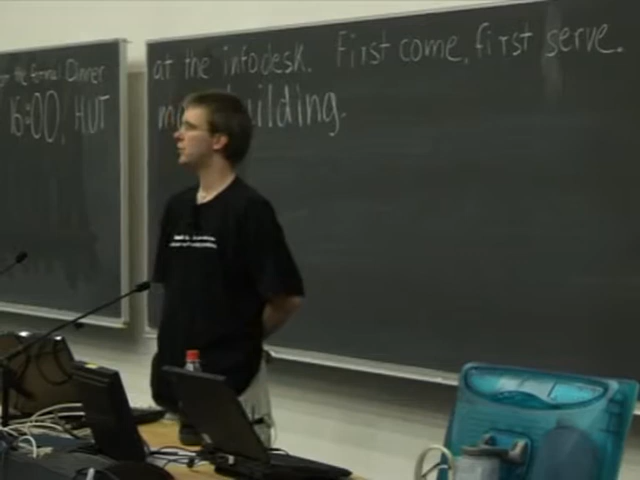 the formal Dinner
16:00, HUT
at the infodesk. First come, first serve.
building.